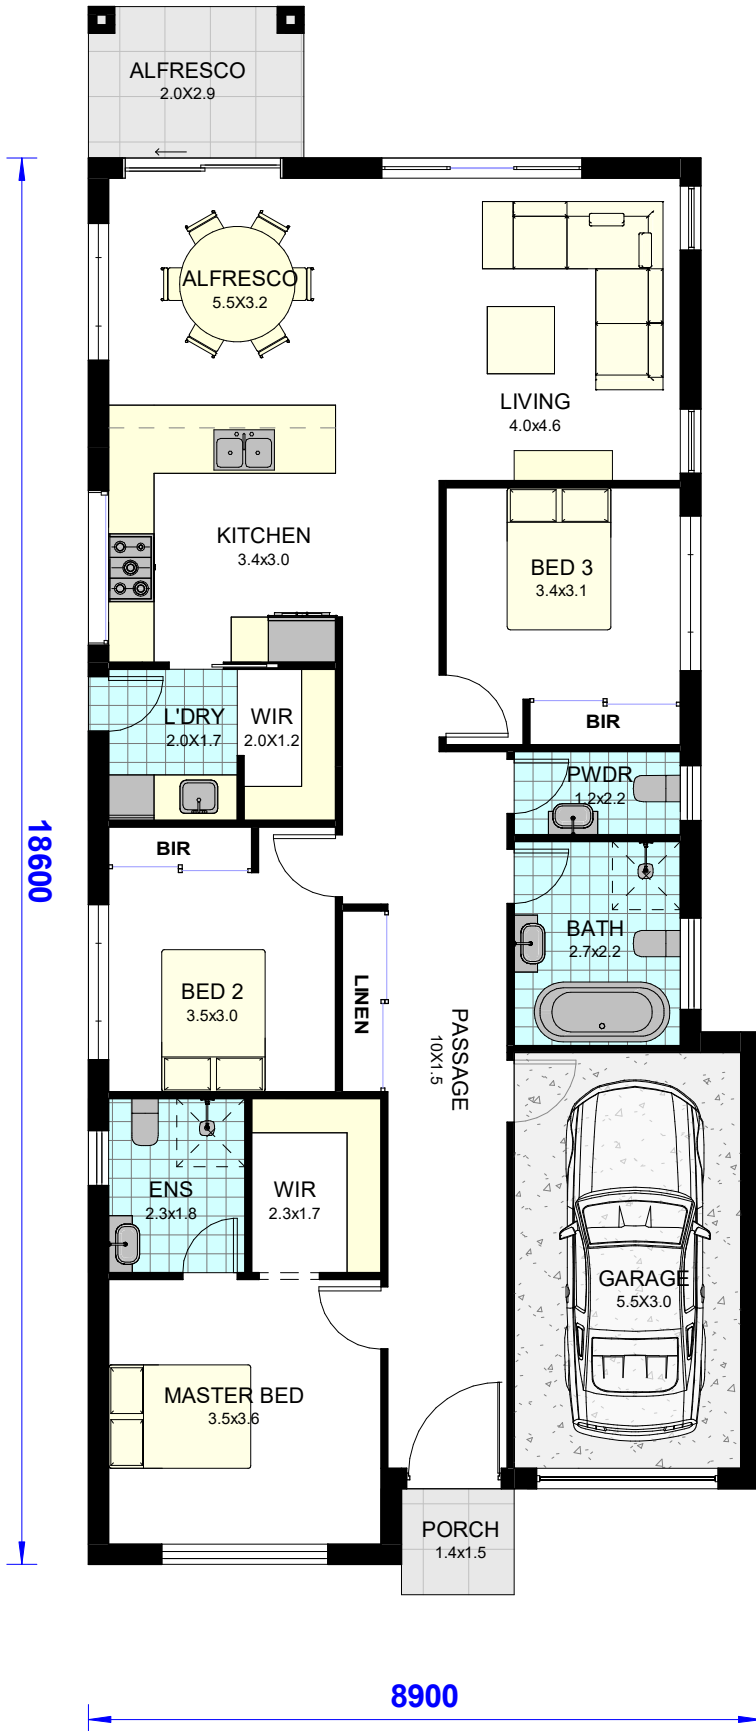 ALFRESCO
2.0X2.9
ALFRESCO
5.5X3.2
LIVING
4.0x4.6
KITCHEN
3.4x3.0
BED 3
3.4x3.1
BIR
L'DRY
2.0X1.7
WIR
2.0X1.2
PWDR
1.2x2.2
18600
BIR
BATH
2.7x2.2
BED 2
3.5x3.0
LINEN
PASSAGE
10X1.5
ENS
2.3x1.8
WIR
2.3x1.7
GARAGE
5.5X3.0
MASTER BED
3.5x3.6
PORCH
1.4x1.5
8900